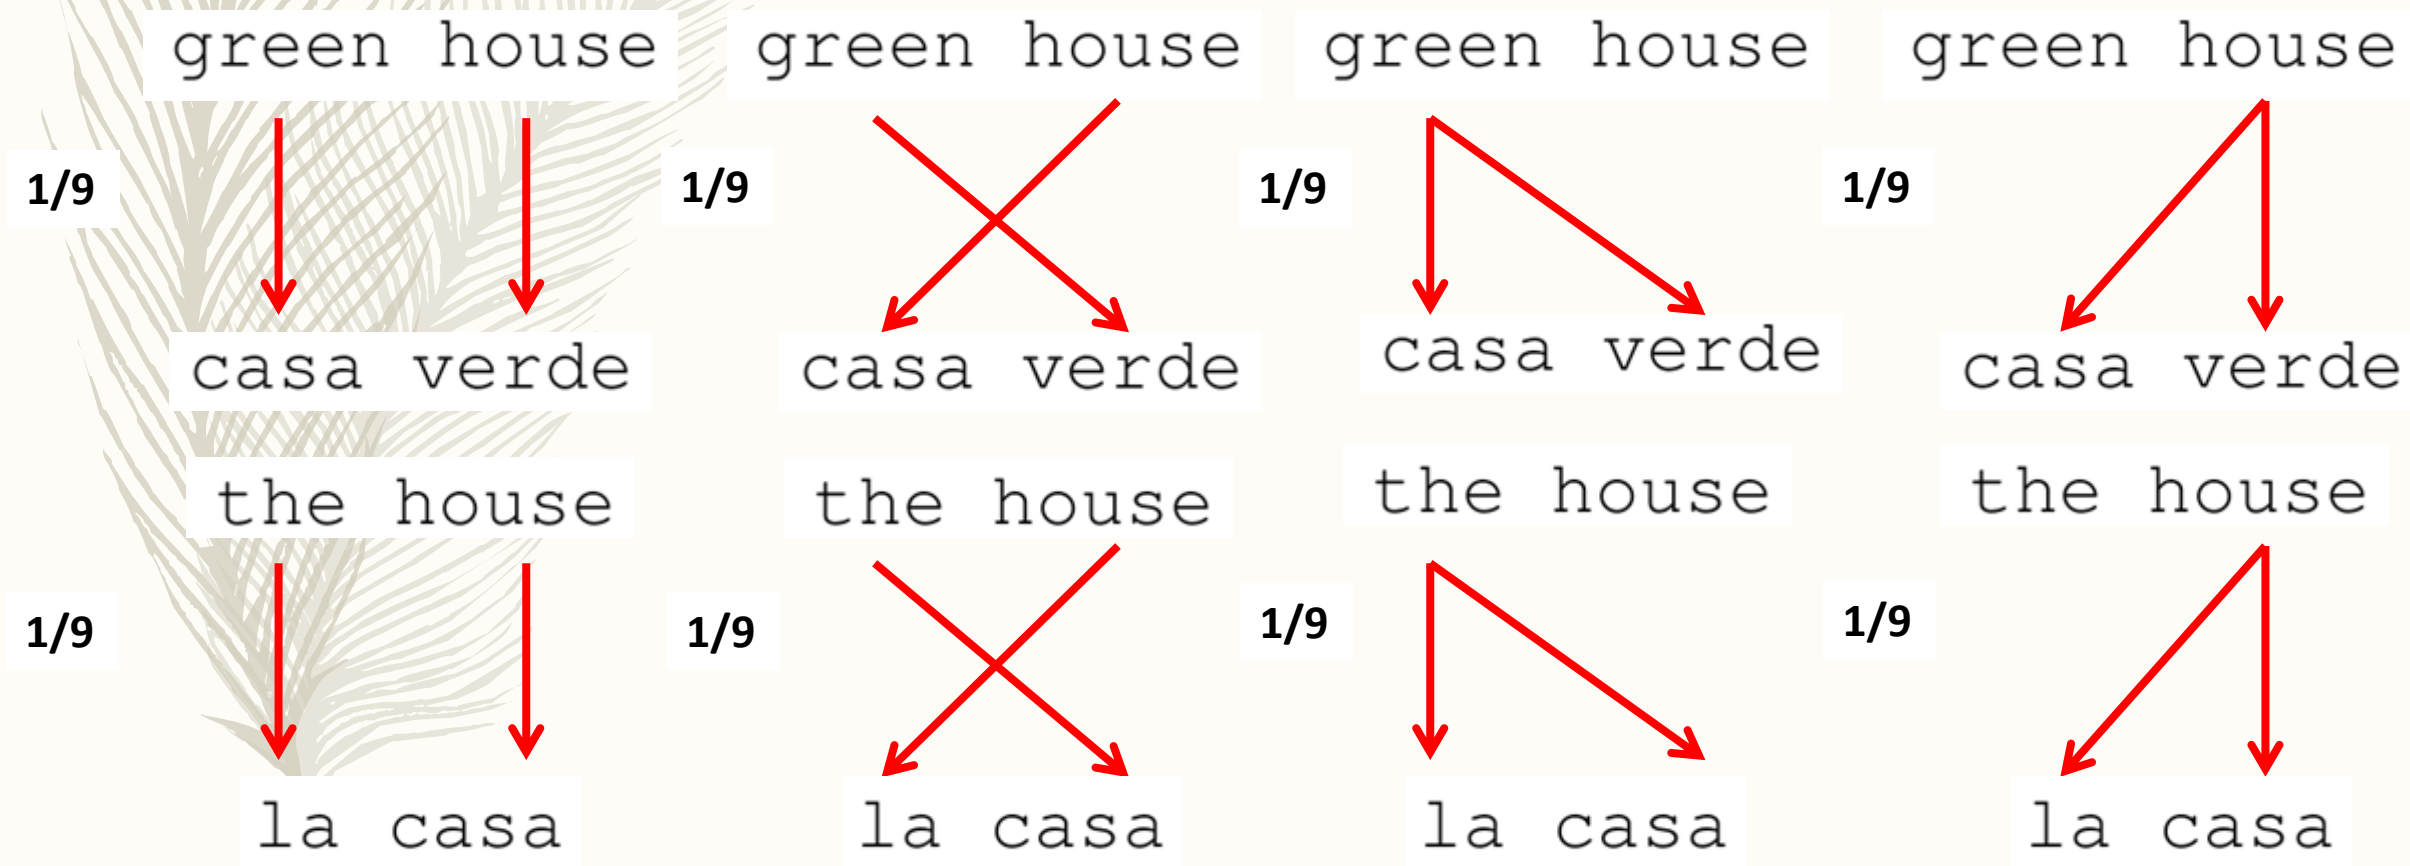 green house green house green house green house
1/9 1/9 1/9 1/9
casa verde casa verde casa verde casa verde
the house the house the house the house
1/9 1/9 1/9 1/9
la casa la casa la casa la casa